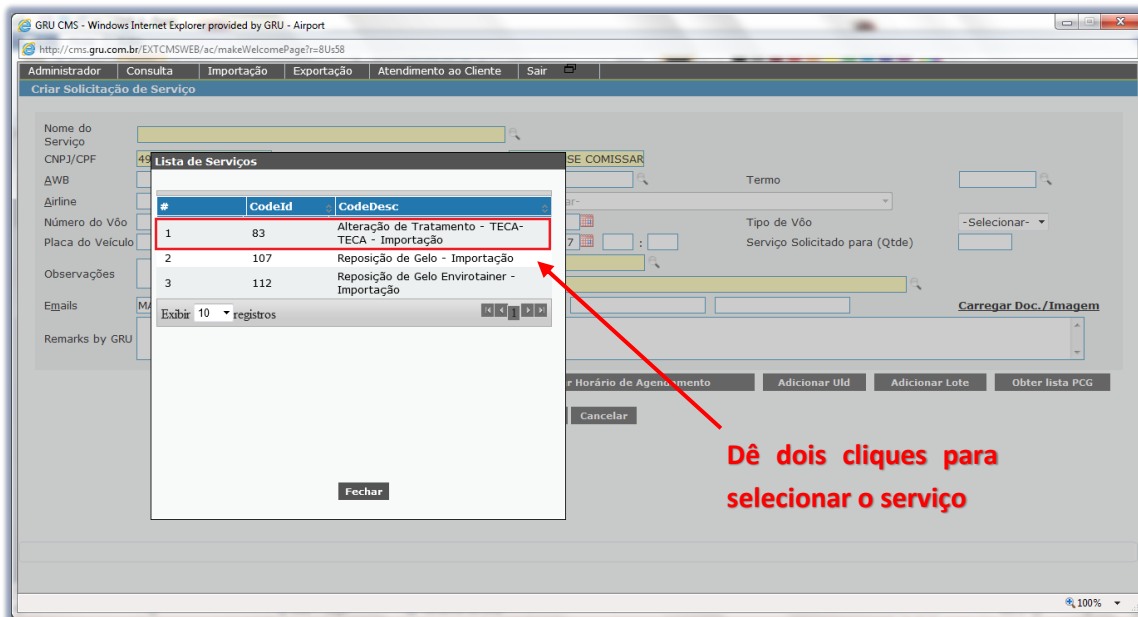 GRU CMS - Windows Internet Explorer provided by GRU - Airport
http://cms.gru.com.br/EXTCMSWEB/ac/makeWelcomePage?r=8Us58
Administrador Consulta Importação Exportação Atendimento ao Cliente Sair
Criar Solicitação de Serviço
Nome do
Serviço
CNPJ/CPF 49 SE COMISSAR
Lista de Serviços
AWB Termo
Airline ar-
# CodeId CodeDesc
Número do Vôo Tipo de Vôo -Selecionar-
1 83 Alteração de Tratamento - TECA-
TECA - Importação
Placa do Veículo 7 : Serviço Solicitado para (Qtde)
2 107 Reposição de Gelo - Importação
Observações
3 112 Reposição de Gelo Envirotainer -
Importação
Emails MA Carregar Doc./Imagem
Exibir 10 registros 1
Remarks by GRU
r Horário de Agendamento Adicionar Uld Adicionar Lote Obter lista PCG
Cancelar
Dê dois cliques para
selecionar o serviço
Fechar
100%